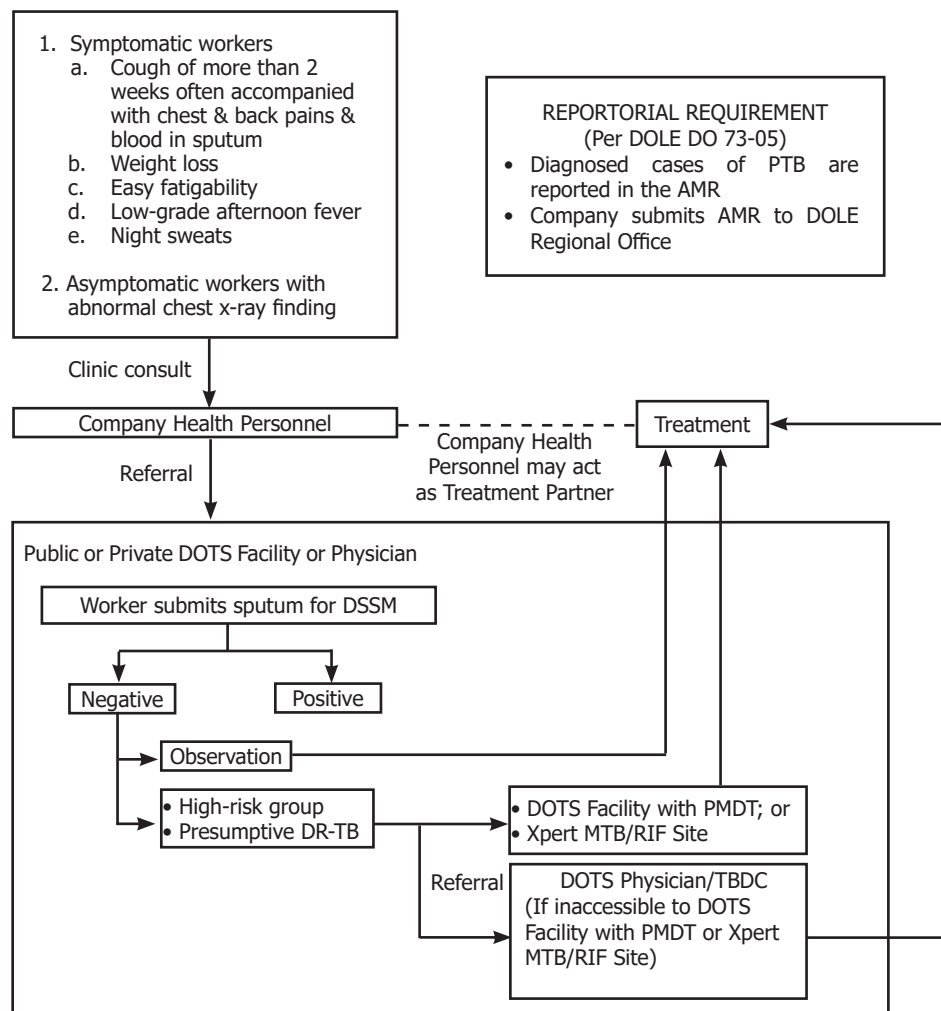 1. Symptomatic workers
a. Cough of more than 2
weeks often accompanied
with chest & back pains &
blood in sputum
b. Weight loss
c. Easy fatigability
d. Low-grade afternoon fever
e. Night sweats
2. Asymptomatic workers with
abnormal chest x-ray finding
REPORTORIAL REQUIREMENT
(Per DOLE DO 73-05)
• Diagnosed cases of PTB are
reported in the AMR
• Company submits AMR to DOLE
Regional Office
Clinic consult
Company Health Personnel
Company Health
Personnel may act
as Treatment Partner
Treatment
Referral
Public or Private DOTS Facility or Physician
Worker submits sputum for DSSM
Negative
Positive
Observation
• High-risk group
• Presumptive DR-TB
• DOTS Facility with PMDT; or
• Xpert MTB/RIF Site
Referral
DOTS Physician/TBDC
(If inaccessible to DOTS
Facility with PMDT or Xpert
MTB/RIF Site)